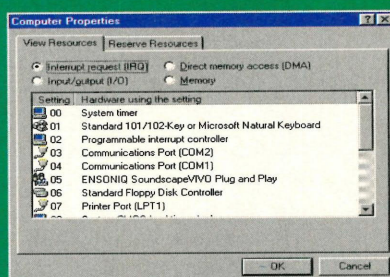 Computer Properties
View Resources
Reserve Resources
Interrupt request (IRQ)
Direct memory access (DMA)
Input/output (I/O)
Memory
Setting
Hardware using the setting
00 System timer
01 Standard 101/102-Key or Microsoft Natural Keyboard
02 Programmable interrupt controller
03 Communications Port (COM2)
04 Communications Port (COM1)
05 ENSONIQ SoundscapeVIVO Plug and Play
06 Standard Floppy Disk Controller
07 Printer Port (LPT1)
OK
Cancel